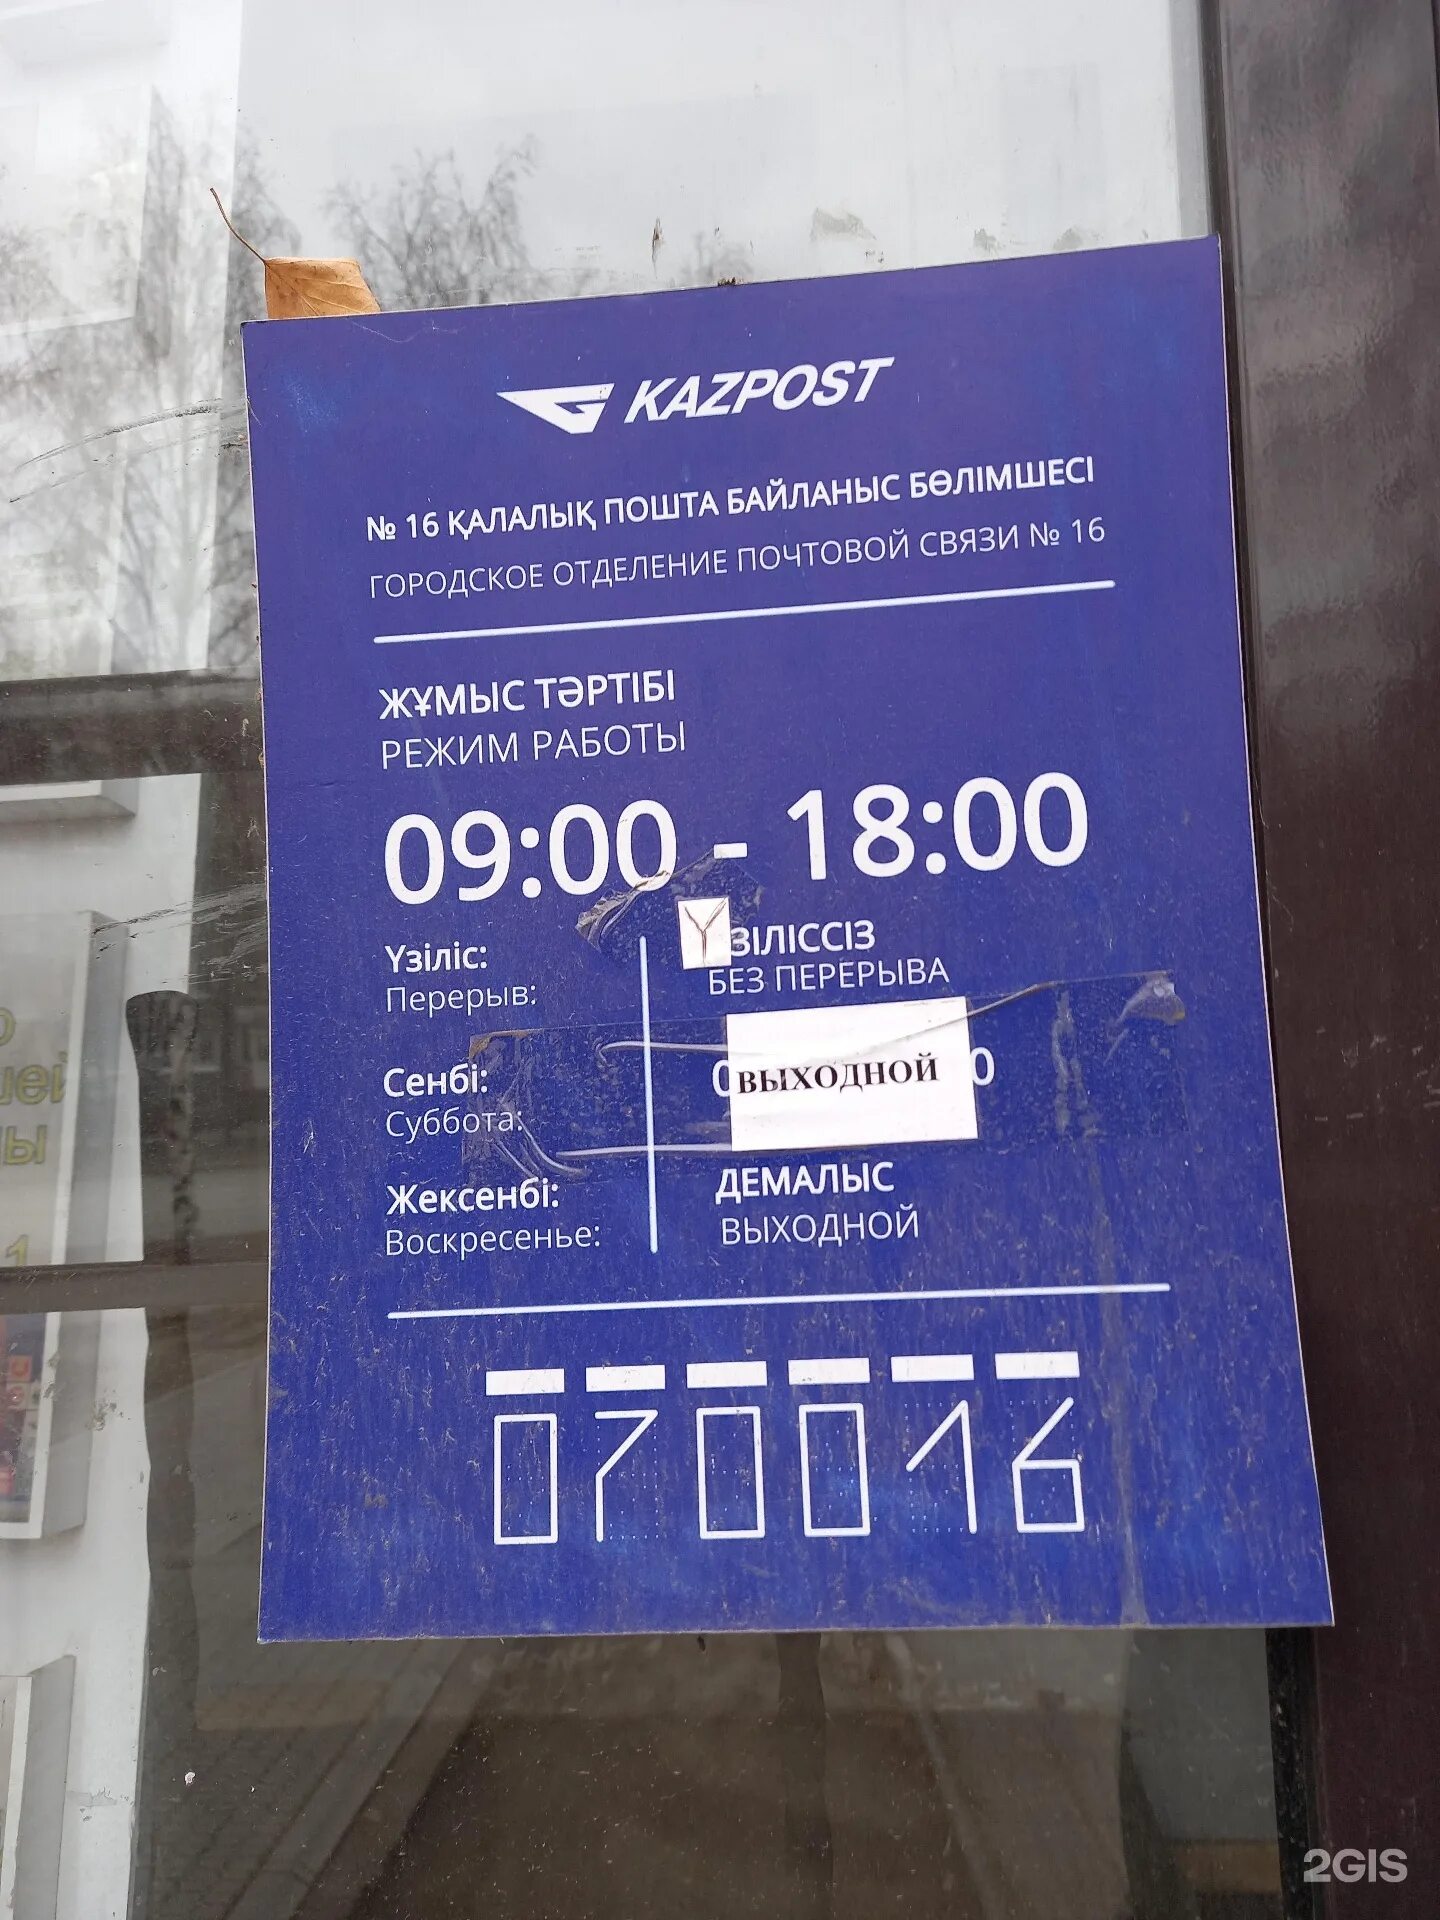 KAZPOST
№ 16 ҚАЛАЛЫҚ ПОШТА БАЙЛАНЫС БӨЛІМШЕСІ
ГОРОДСКОЕ ОТДЕЛЕНИЕ ПОЧТОВОЙ СВЯЗИ № 16
ЖҰМЫС ТӘРТІБІ
РЕЖИМ РАБОТЫ
09:00 - 18:00
Үзіліс: ҮЗІЛІССІЗ
Перерыв: БЕЗ ПЕРЕРЫВА
Сенбі: ВЫХОДНОЙ
Суббота:
Жексенбі: ДЕМАЛЫС
Воскресенье: ВЫХОДНОЙ
070016
2GIS